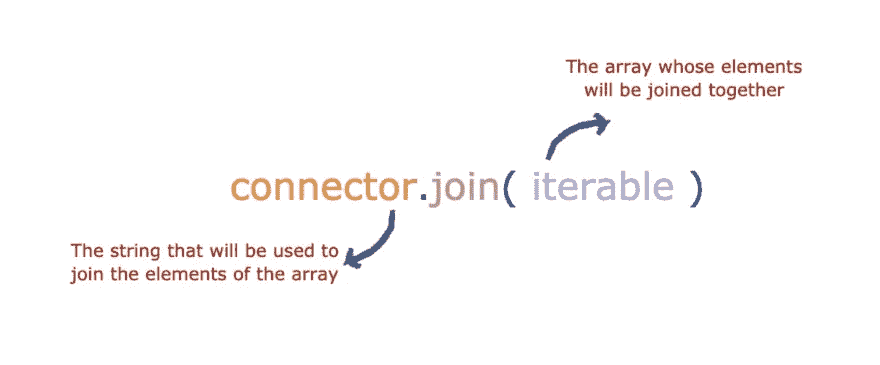 The array whose elements
will be joined together
connector.join( iterable )
The string that will be used to
join the elements of the array